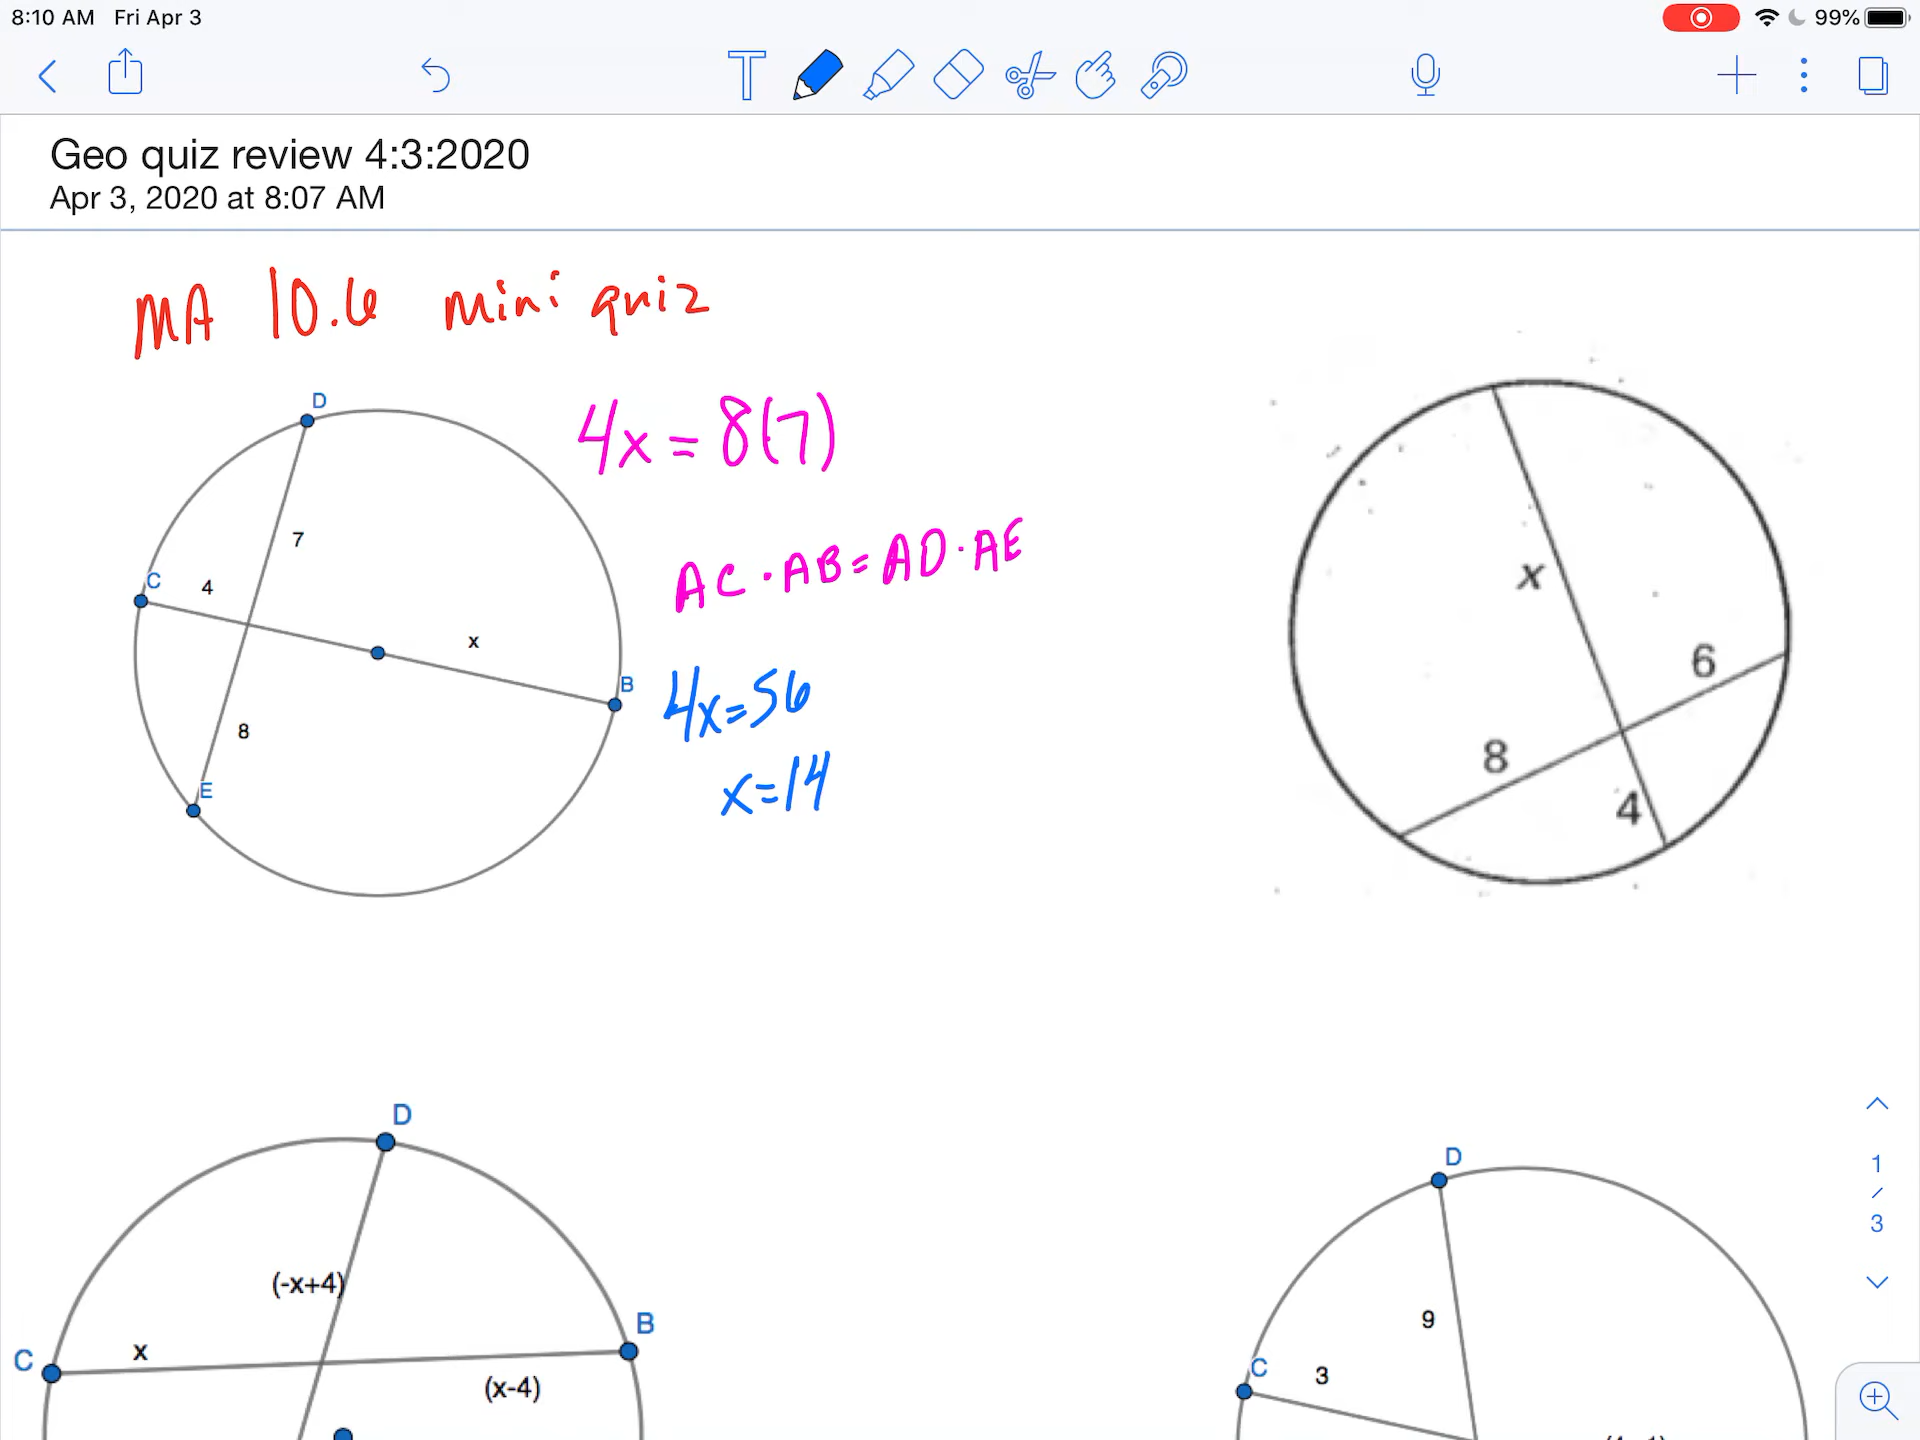 8:10 AM Fri Apr 3
99%
T
Geo quiz review 4:3:2020
Apr 3, 2020 at 8:07 AM
MA 10.6 mini quiz
D
4x = 8(7)
7
AC · AB = AD · AE
C
4
x
B
4x = 56
8
x = 14
E
x
6
8
4
D
(-x+4)
B
C
x
(x-4)
D
9
C
3
1
/
3